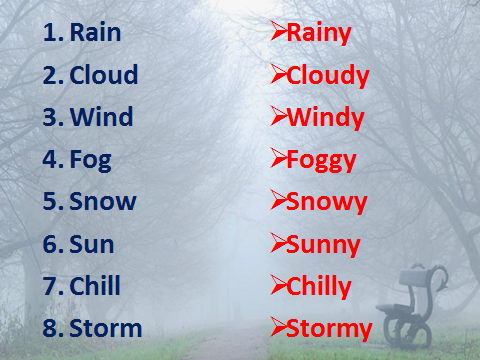 1. Rain ➢Rainy
2. Cloud ➢Cloudy
3. Wind ➢Windy
4. Fog ➢Foggy
5. Snow ➢Snowy
6. Sun ➢Sunny
7. Chill ➢Chilly
8. Storm ➢Stormy